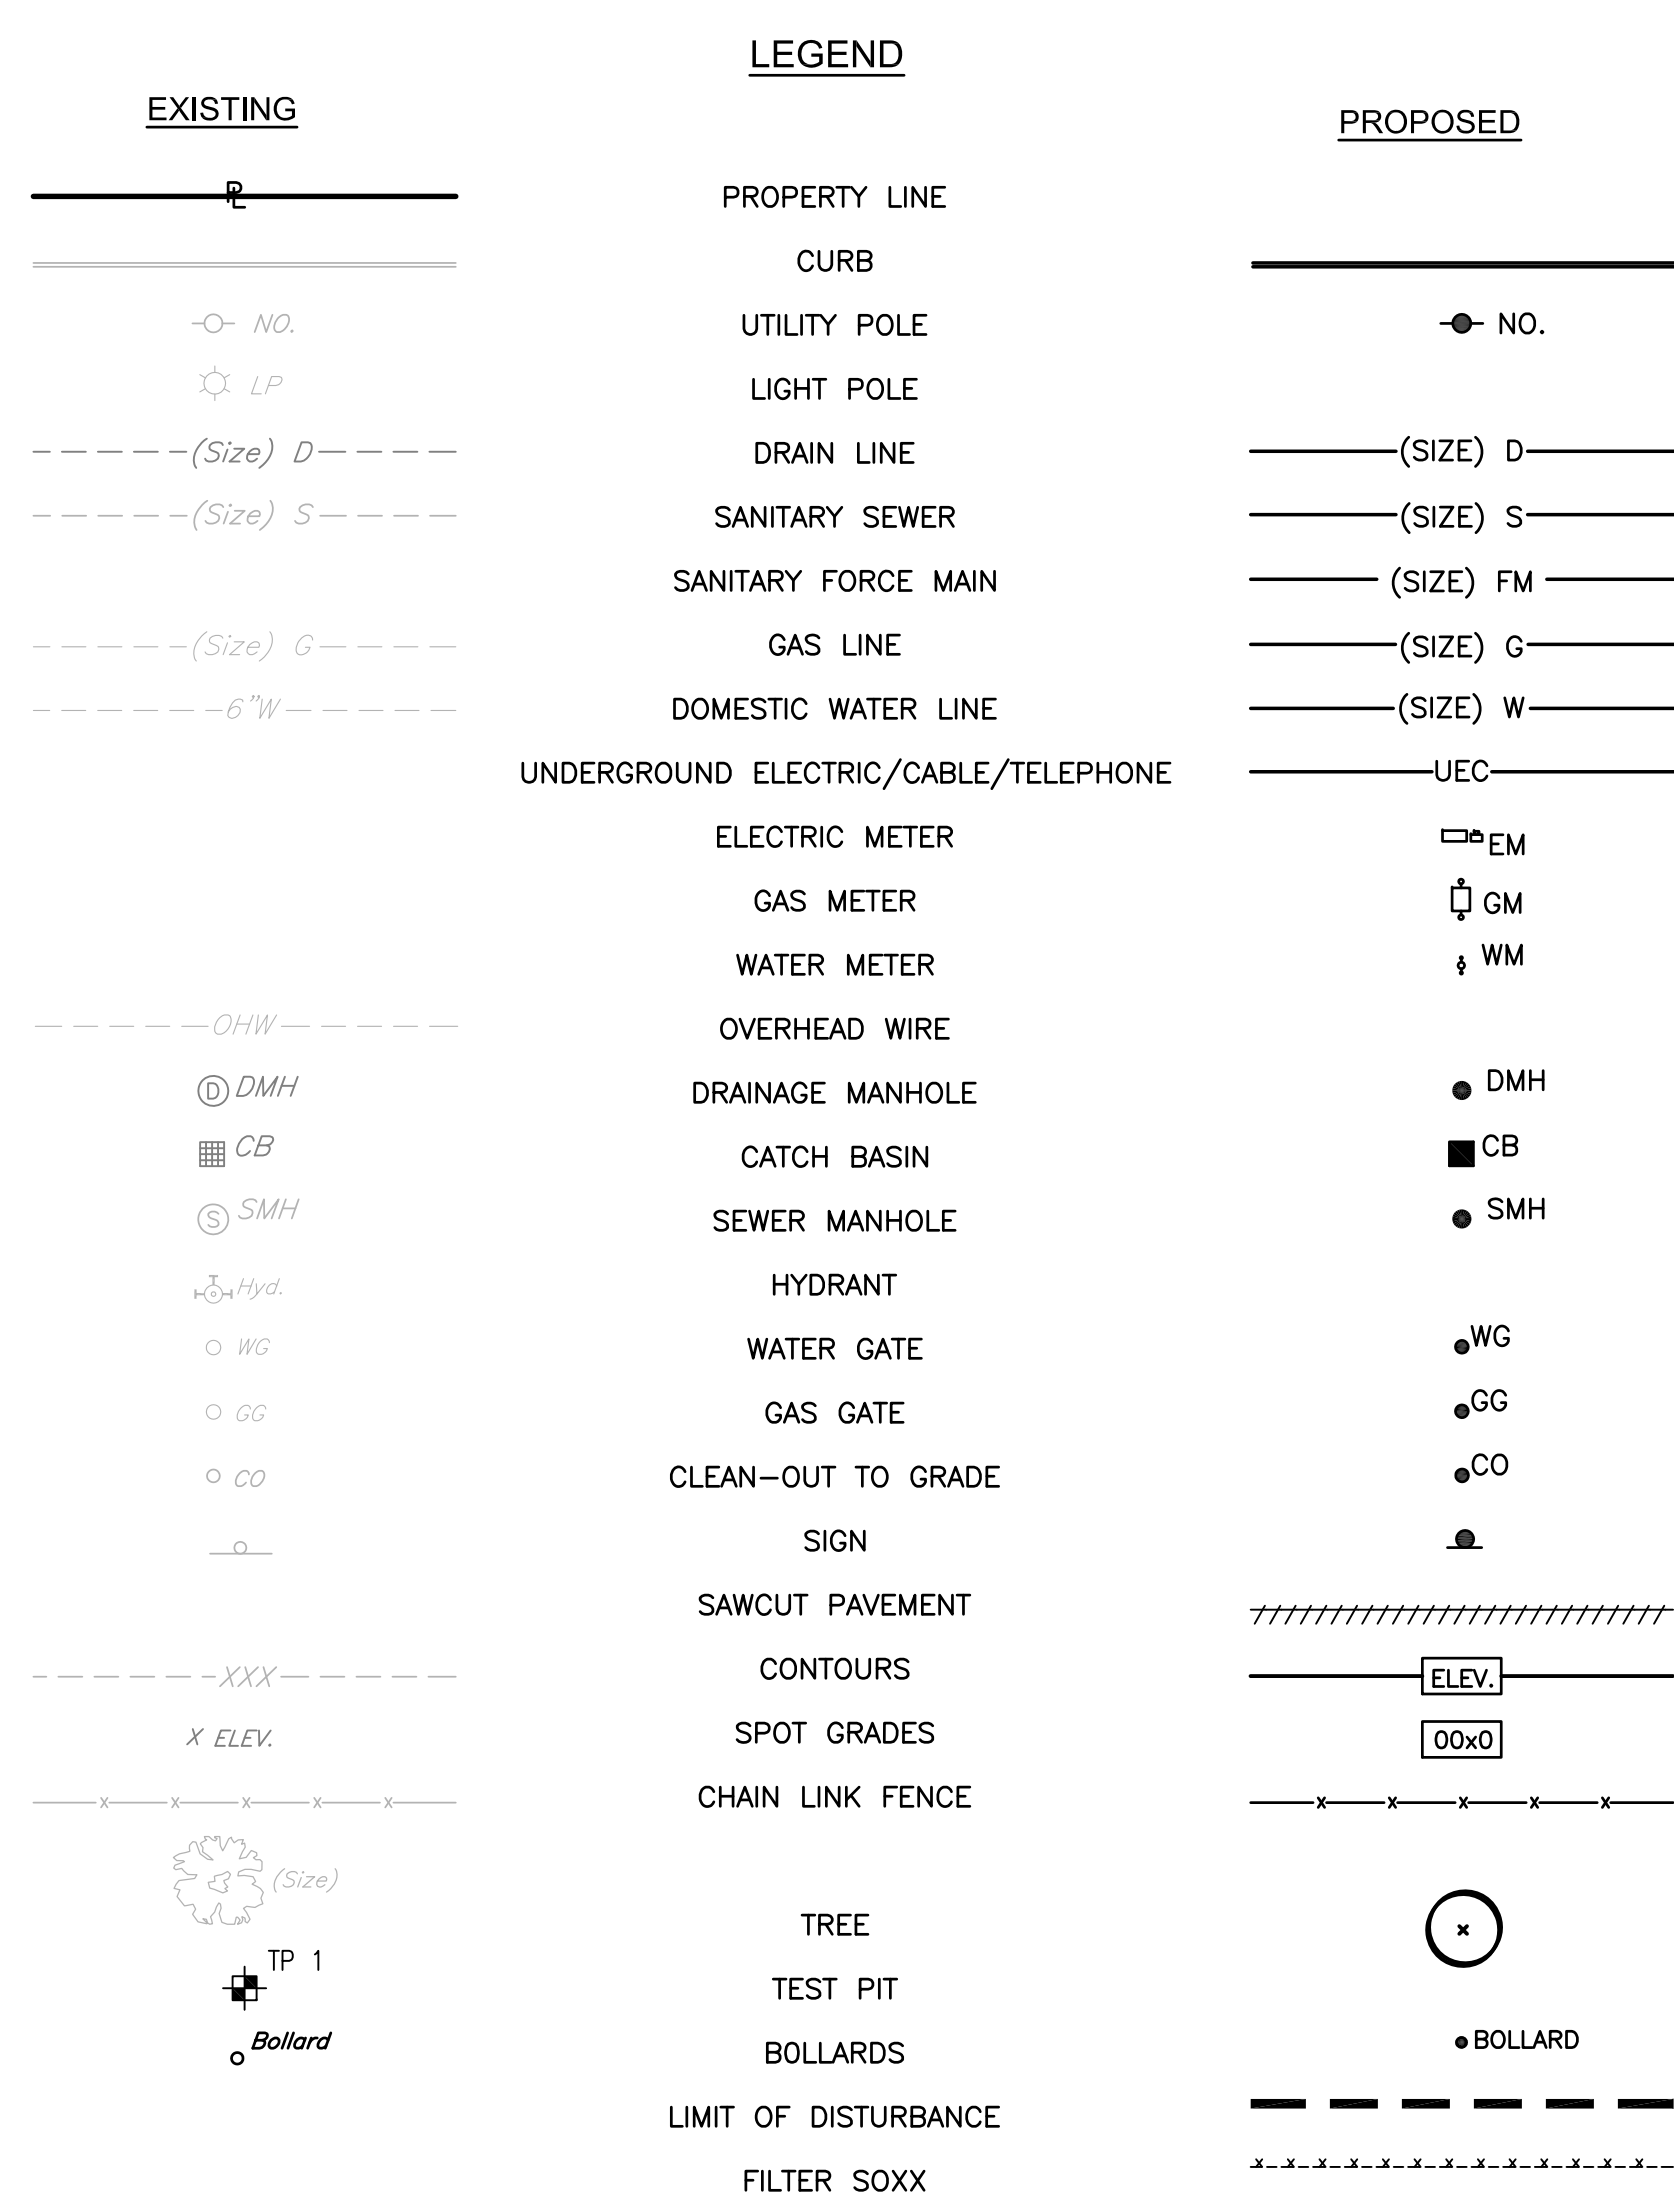 LEGEND
EXISTING
PROPOSED
PL PROPERTY LINE
CURB
NO. UTILITY POLE NO.
LP LIGHT POLE
(Size) D DRAIN LINE (SIZE) D
(Size) S SANITARY SEWER (SIZE) S
SANITARY FORCE MAIN (SIZE) FM
(Size) G GAS LINE (SIZE) G
6"W DOMESTIC WATER LINE (SIZE) W
UNDERGROUND ELECTRIC/CABLE/TELEPHONE UEC
ELECTRIC METER EM
GAS METER GM
WATER METER WM
OHW OVERHEAD WIRE
D DMH DRAINAGE MANHOLE DMH
CB CATCH BASIN CB
S SMH SEWER MANHOLE SMH
Hyd. HYDRANT
WG WATER GATE WG
GG GAS GATE GG
CO CLEAN-OUT TO GRADE CO
SIGN
SAWCUT PAVEMENT
XXX CONTOURS ELEV.
X ELEV. SPOT GRADES 00x0
CHAIN LINK FENCE
(Size) TREE
TP 1 TEST PIT
Bollard BOLLARDS BOLLARD
LIMIT OF DISTURBANCE
FILTER SOXX